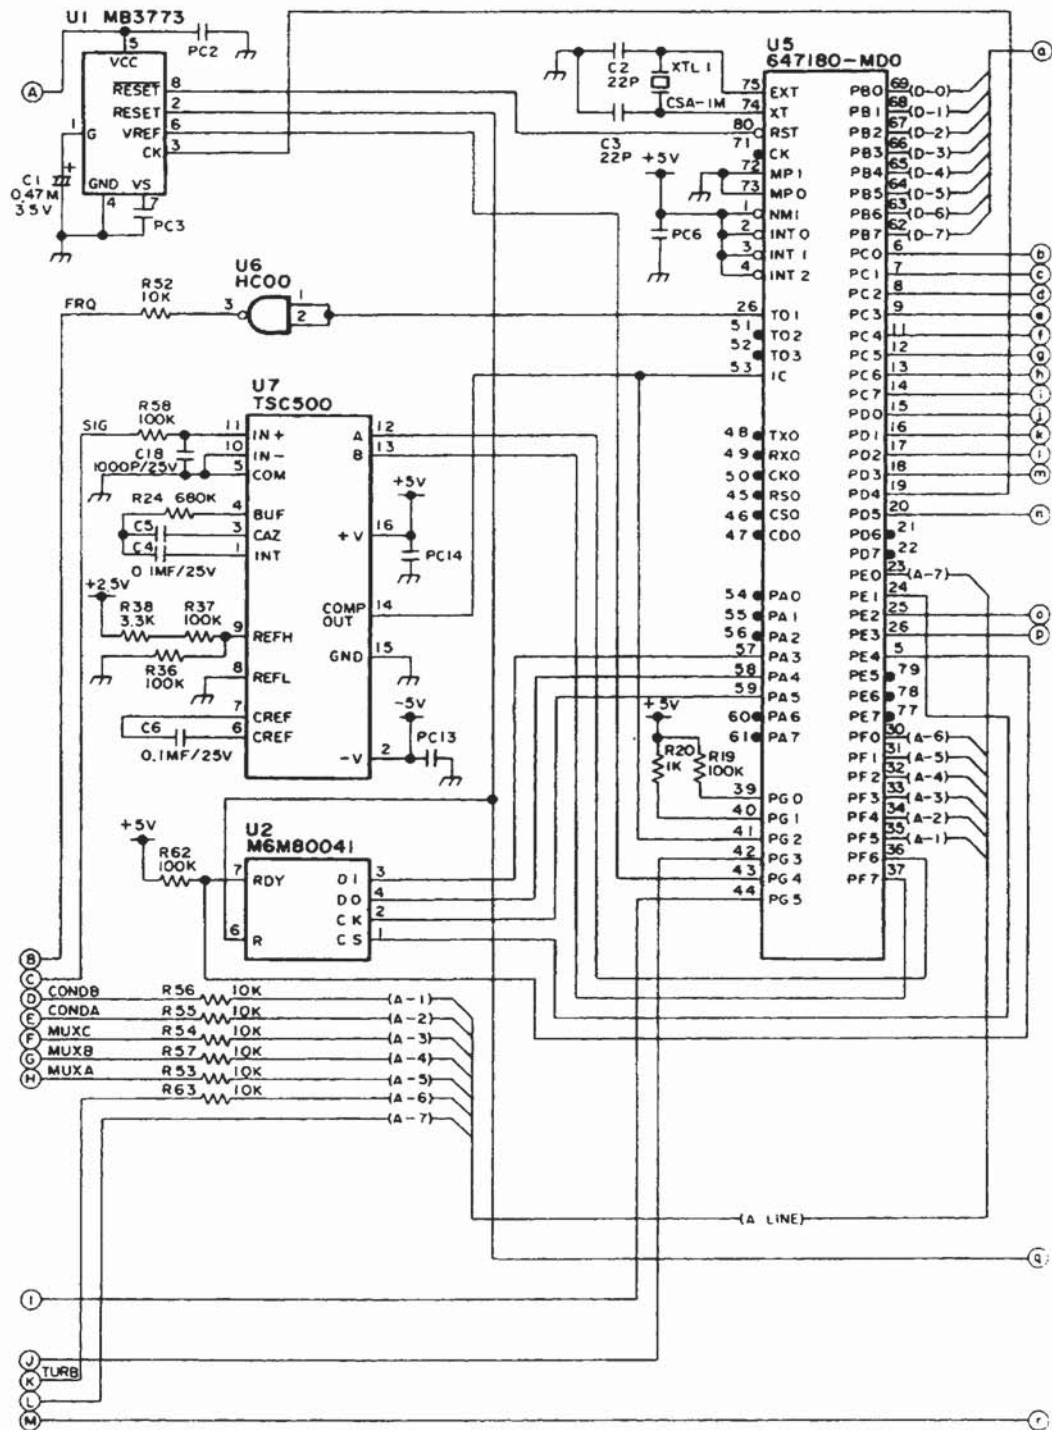 U1 MB3773
5
VCC
PC2
A
RESET 8
RESET 2
VREF 6
CK 3
1 G
C1
0.47M
3.5V
GND
4
VS
7
PC3
U6
HC00
1
2
3
R52
10K
FRQ
U7
TSC500
R58
100K
SIG
C18
1000P/25V
11 IN+
10 IN-
5 COM
R24 680K
4 BUF
C5
3 CAZ
C4
1 INT
0.1MF/25V
+2.5V
R38
3.3K
R37
100K
9 REFH
R36
100K
8 REFL
7 CREF
C6
6 CREF
0.1MF/25V
A 12
B 13
+5V
+V 16
PC14
COMP
OUT 14
GND 15
-5V
-V 2
PC13
+5V
R62
100K
U2
M6M80041
7 RDY
6 R
DI 3
DO 4
CK 2
CS 1
C2
22P
XTL1
CSA-1M
C3
22P
+5V
PC6
U5
647180-MD0
75 EXT
74 XT
80 RST
71 CK
72 MP1
73 MP0
1 NMI
2 INT0
3 INT1
4 INT2
26 TO1
51 TO2
52 TO3
53 IC
48 TX0
49 RX0
50 CK0
45 RS0
46 CS0
47 CD0
54 PA0
55 PA1
56 PA2
57 PA3
58 PA4
59 PA5
60 PA6
61 PA7
+5V
R20
1K
R19
100K
39 PG0
40 PG1
41 PG2
42 PG3
43 PG4
44 PG5
PB0 69 (D-0) a
PB1 68 (D-1)
PB2 67 (D-2)
PB3 66 (D-3)
PB4 65 (D-4)
PB5 64 (D-5)
PB6 63 (D-6)
PB7 62 (D-7)
PC0 6 b
PC1 7 c
PC2 8 d
PC3 9 e
PC4 11 f
PC5 12 g
PC6 13 h
PC7 14 i
PD0 15 j
PD1 16 k
PD2 17 l
PD3 18 m
PD4 19
PD5 20 n
PD6 21
PD7 22
PE0 23 (A-7)
PE1 24
PE2 25 o
PE3 26 p
PE4 5
PE5 79
PE6 78
PE7 77
PF0 30 (A-6)
PF1 31 (A-5)
PF2 32 (A-4)
PF3 33 (A-3)
PF4 34 (A-2)
PF5 35 (A-1)
PF6 36
PF7 37
B
C
D CONDB R56 10K (A-1)
E CONDA R55 10K (A-2)
F MUXC R54 10K (A-3)
G MUXB R57 10K (A-4)
H MUXA R53 10K (A-5)
R63 10K (A-6)
(A-7)
(A LINE)
q
I
J
K TURB
L
M
r